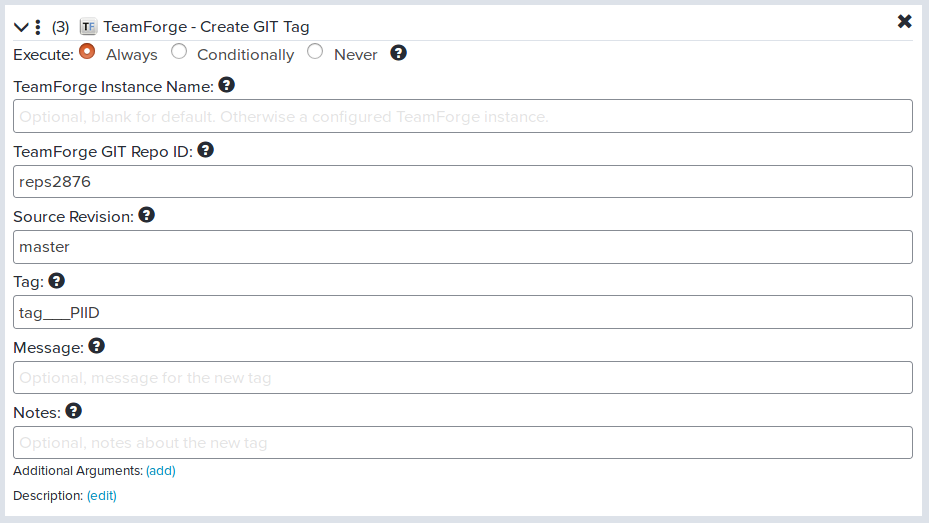 (3) TF TeamForge - Create GIT Tag
Execute: Always Conditionally Never ?
TeamForge Instance Name: ?
Optional, blank for default. Otherwise a configured TeamForge instance.
TeamForge GIT Repo ID: ?
reps2876
Source Revision: ?
master
Tag: ?
tag___PIID
Message: ?
Optional, message for the new tag
Notes: ?
Optional, notes about the new tag
Additional Arguments: (add)
Description: (edit)